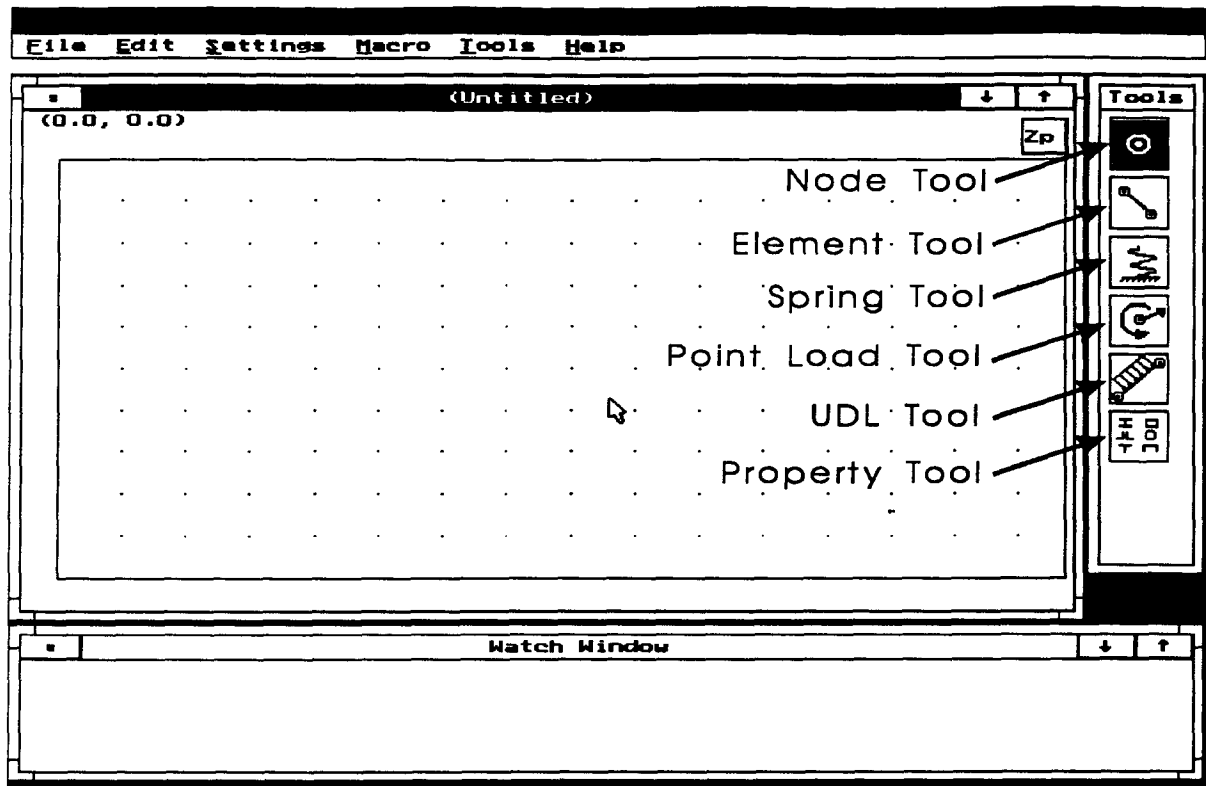 File Edit Settings Macro Tools Help
(Untitled)
Tools
(0.0, 0.0)
Zp
Node Tool
Element Tool
Spring Tool
Point Load Tool
UDL Tool
Property Tool
Watch Window